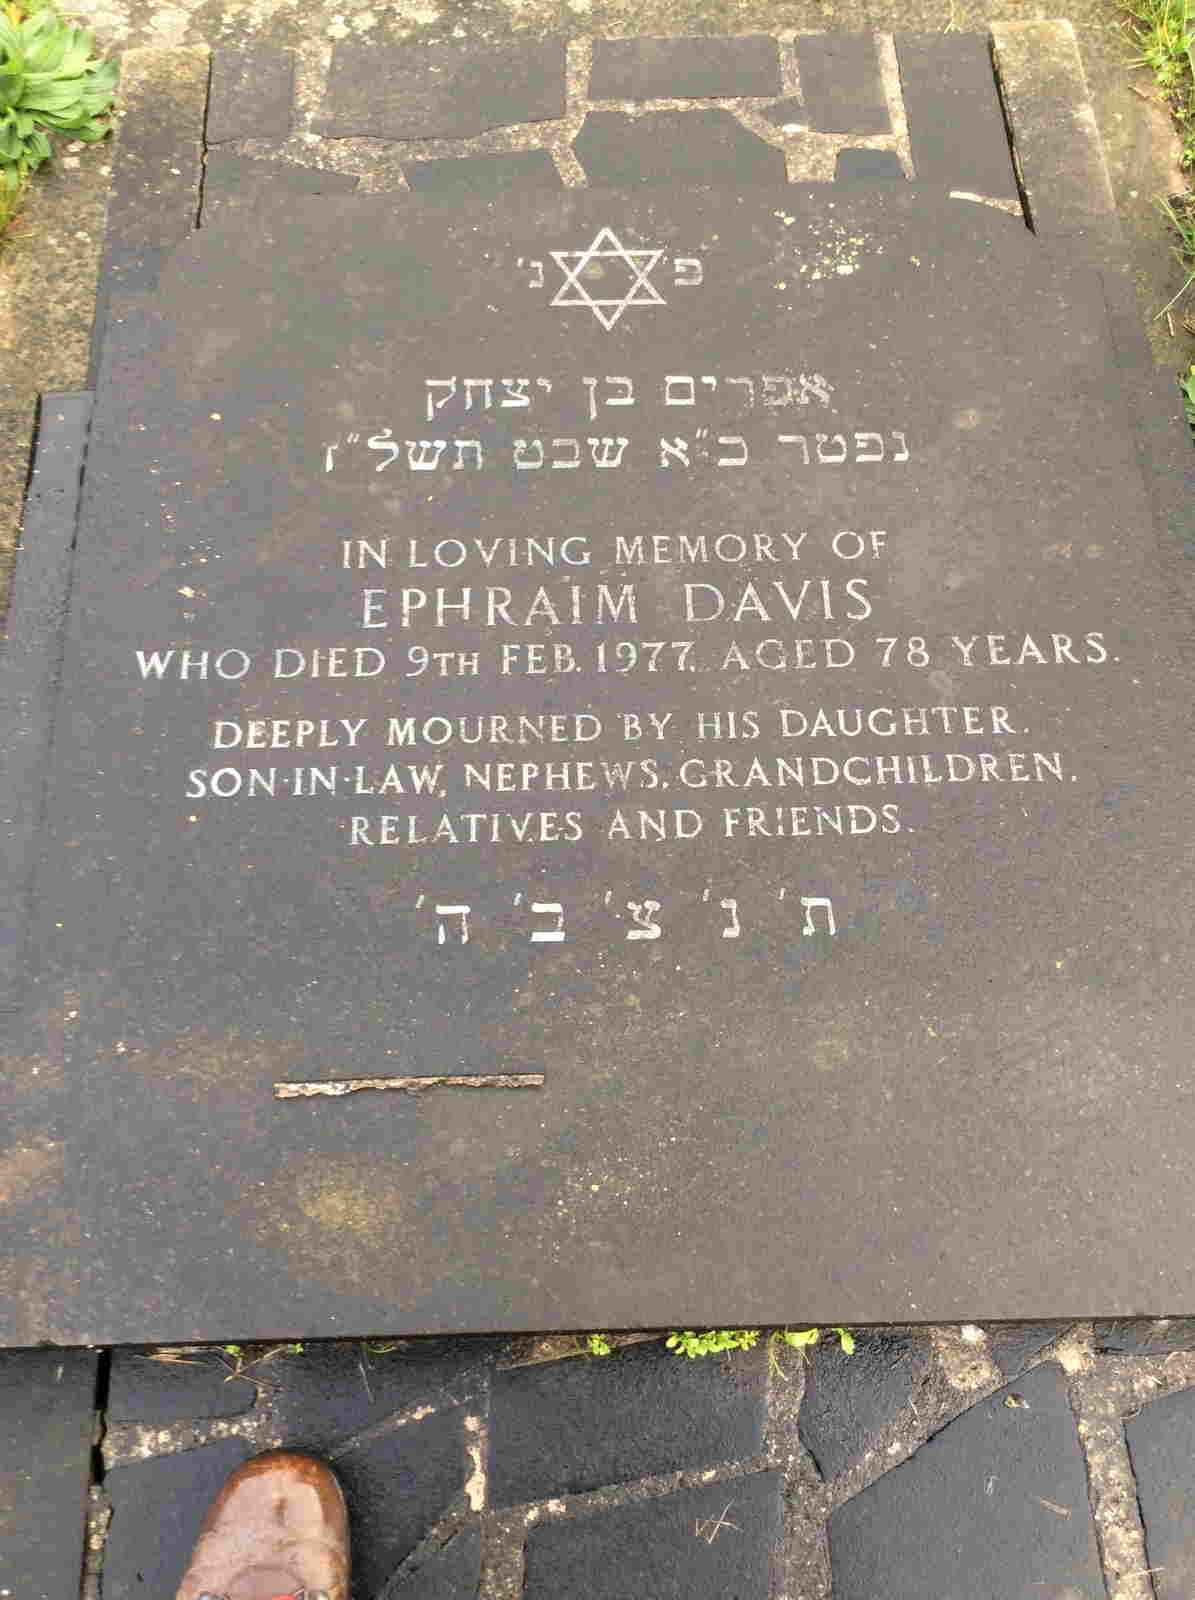 פ' נ'
אפרים בן יצחק
נפטר כ"א שבט תשל"ז
IN LOVING MEMORY OF
EPHRAIM DAVIS
WHO DIED 9TH FEB. 1977. AGED 78 YEARS.
DEEPLY MOURNED BY HIS DAUGHTER.
SON-IN-LAW, NEPHEWS, GRANDCHILDREN.
RELATIVES AND FRIENDS.
ת' נ' צ' ב' ה'